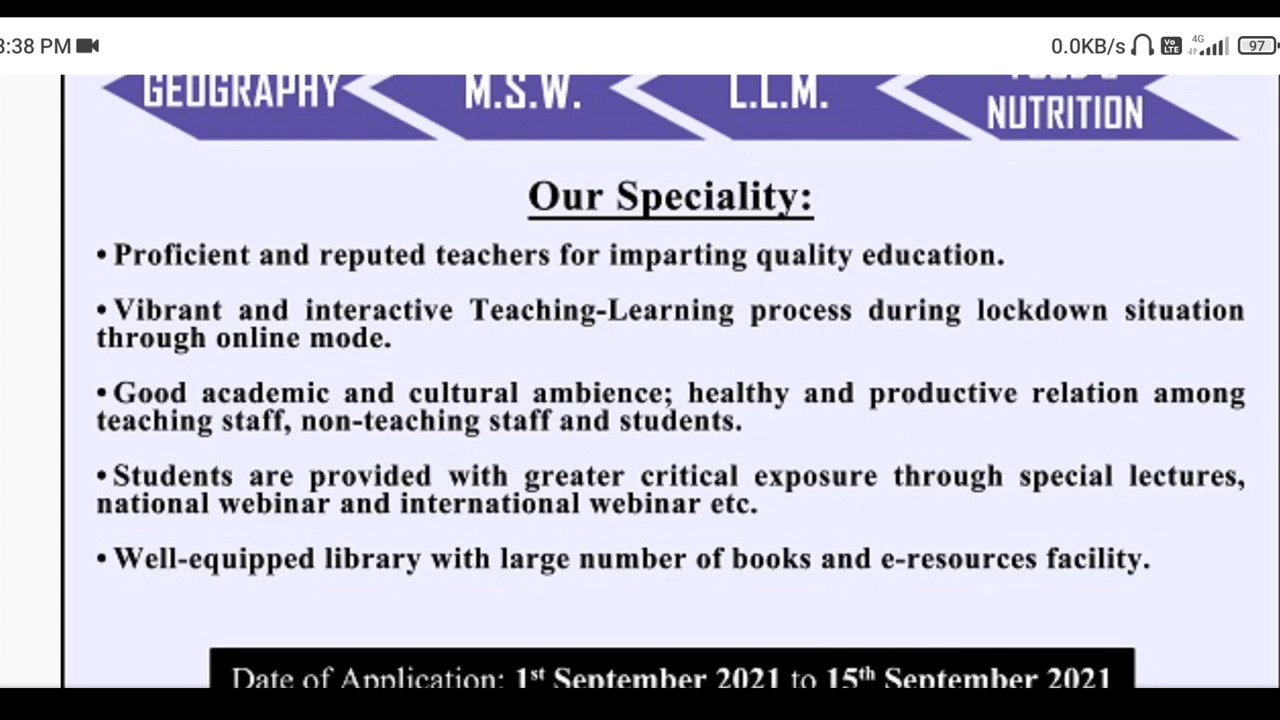 3:38 PM
0.0KB/s Vo LTE 4G 97
GEOGRAPHY M.S.W. L.L.M.
NUTRITION
Our Speciality:
• Proficient and reputed teachers for imparting quality education.
• Vibrant and interactive Teaching-Learning process during lockdown situation
through online mode.
• Good academic and cultural ambience; healthy and productive relation among
teaching staff, non-teaching staff and students.
• Students are provided with greater critical exposure through special lectures,
national webinar and international webinar etc.
• Well-equipped library with large number of books and e-resources facility.
Date of Application: 1st September 2021 to 15th September 2021